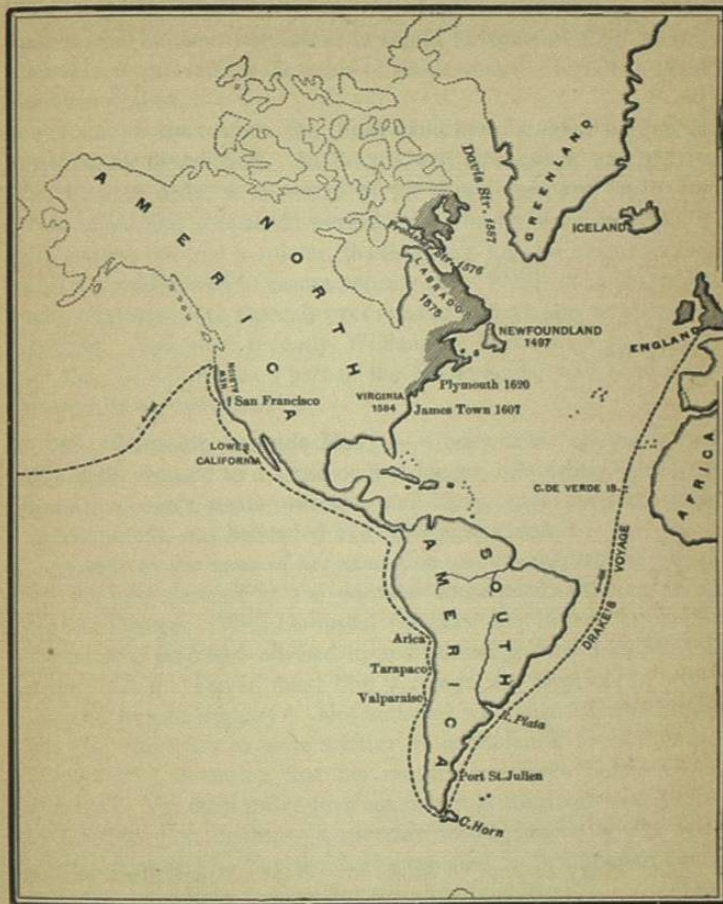 GREENLAND
Davis Str. 1587
ICELAND
NORTH
AMERICA
Str. 1576
LABRADOR
1576
NEWFOUNDLAND
1497
ENGLAND
NEW
ALBION
San Francisco
Plymouth 1620
VIRGINIA
1584
James Town 1607
LOWER
CALIFORNIA
AFRICA
C. DE VERDE IS.
DRAKE'S VOYAGE
SOUTH
AMERICA
Arica
Tarapaco
Valparaiso
R. Plata
Port St. Julien
C. Horn